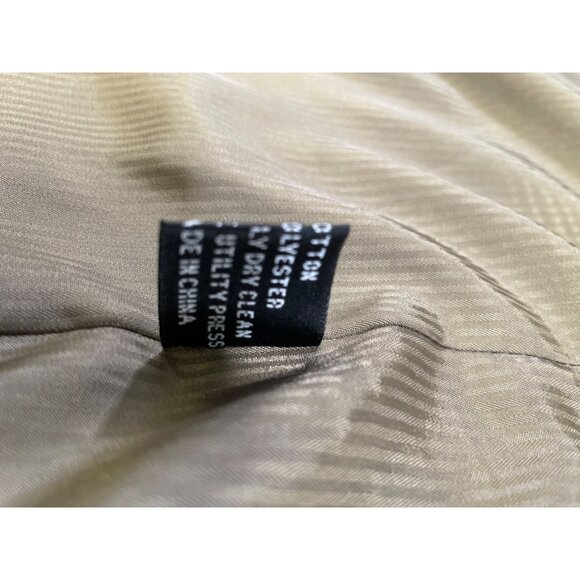 OTTON
OLYESTER
LY DRY CLEAN
UTILITY PRESS
DE IN CHINA